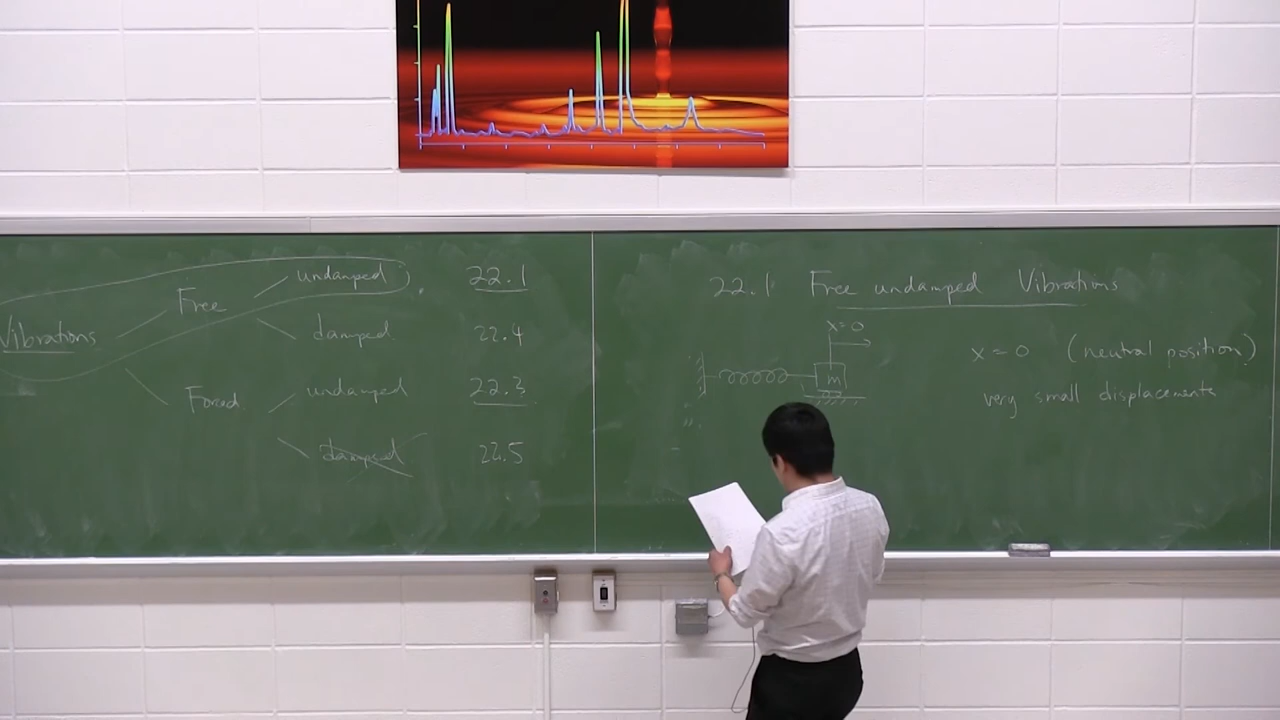 undamped 22.1
Free
Vibrations damped 22.4
Forced undamped 22.3
damped 22.5
22.1 Free undamped Vibrations
x=0
m
x=0 (neutral position)
very small displacements